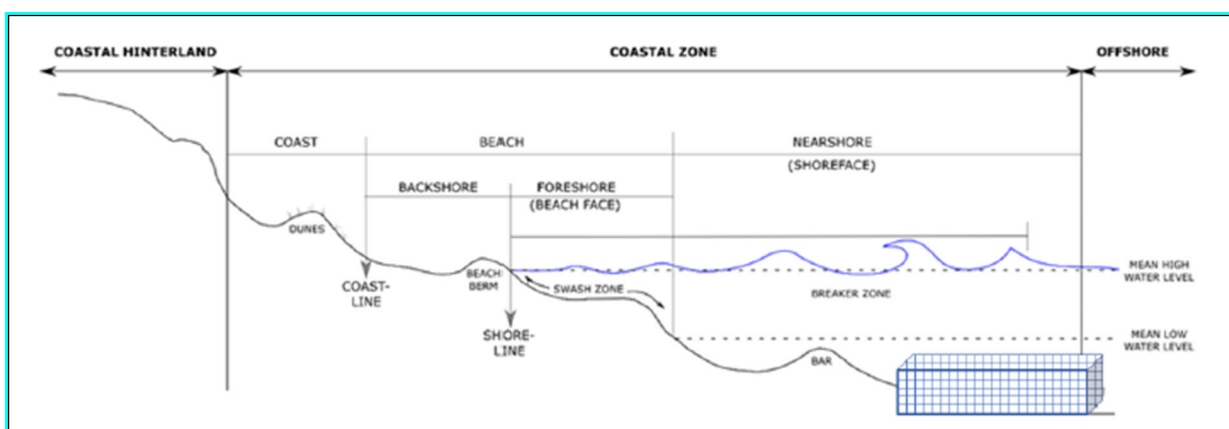 COASTAL HINTERLAND
COASTAL ZONE
OFFSHORE
COAST
BEACH
NEARSHORE
(SHOREFACE)
BACKSHORE
FORESHORE
(BEACH FACE)
DUNES
COAST-
LINE
BEACH
BERM
SWASH ZONE
BREAKER ZONE
MEAN HIGH
WATER LEVEL
SHORE-
LINE
MEAN LOW
WATER LEVEL
BAR